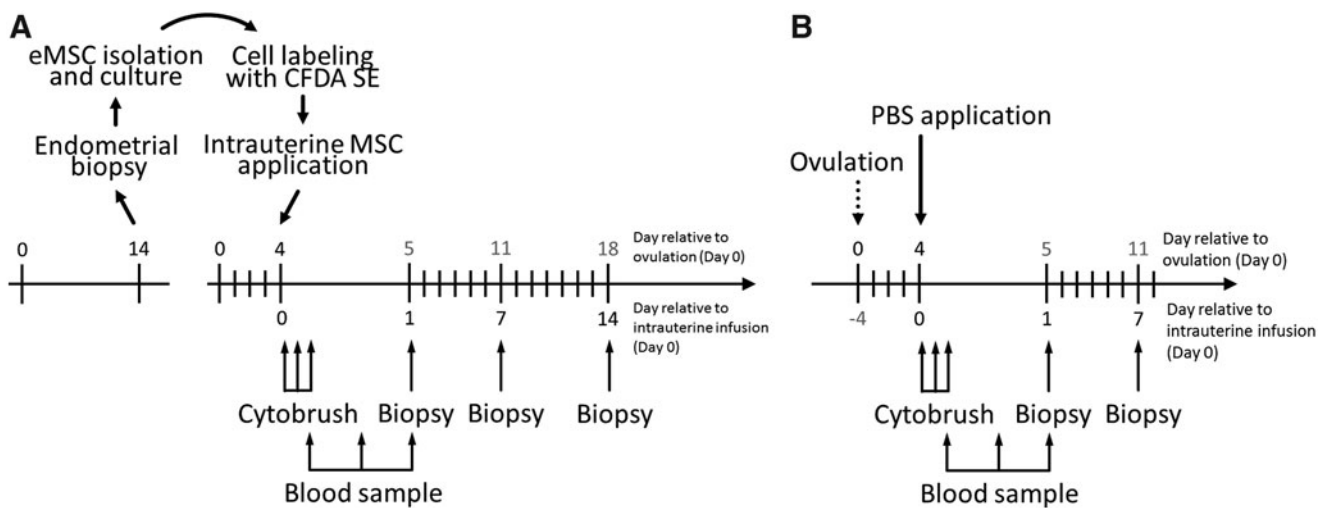 A
eMSC isolation
and culture
Cell labeling
with CFDA SE
Endometrial
biopsy
Intrauterine MSC
application
0
14
0
4
5
11
18
Day relative to
ovulation (Day 0)
0
1
7
14
Day relative to
intrauterine infusion
(Day 0)
Cytobrush
Biopsy
Biopsy
Biopsy
Blood sample
B
PBS application
Ovulation
0
4
5
11
Day relative to
ovulation (Day 0)
-4
0
1
7
Day relative to
intrauterine infusion
(Day 0)
Cytobrush
Biopsy
Biopsy
Blood sample